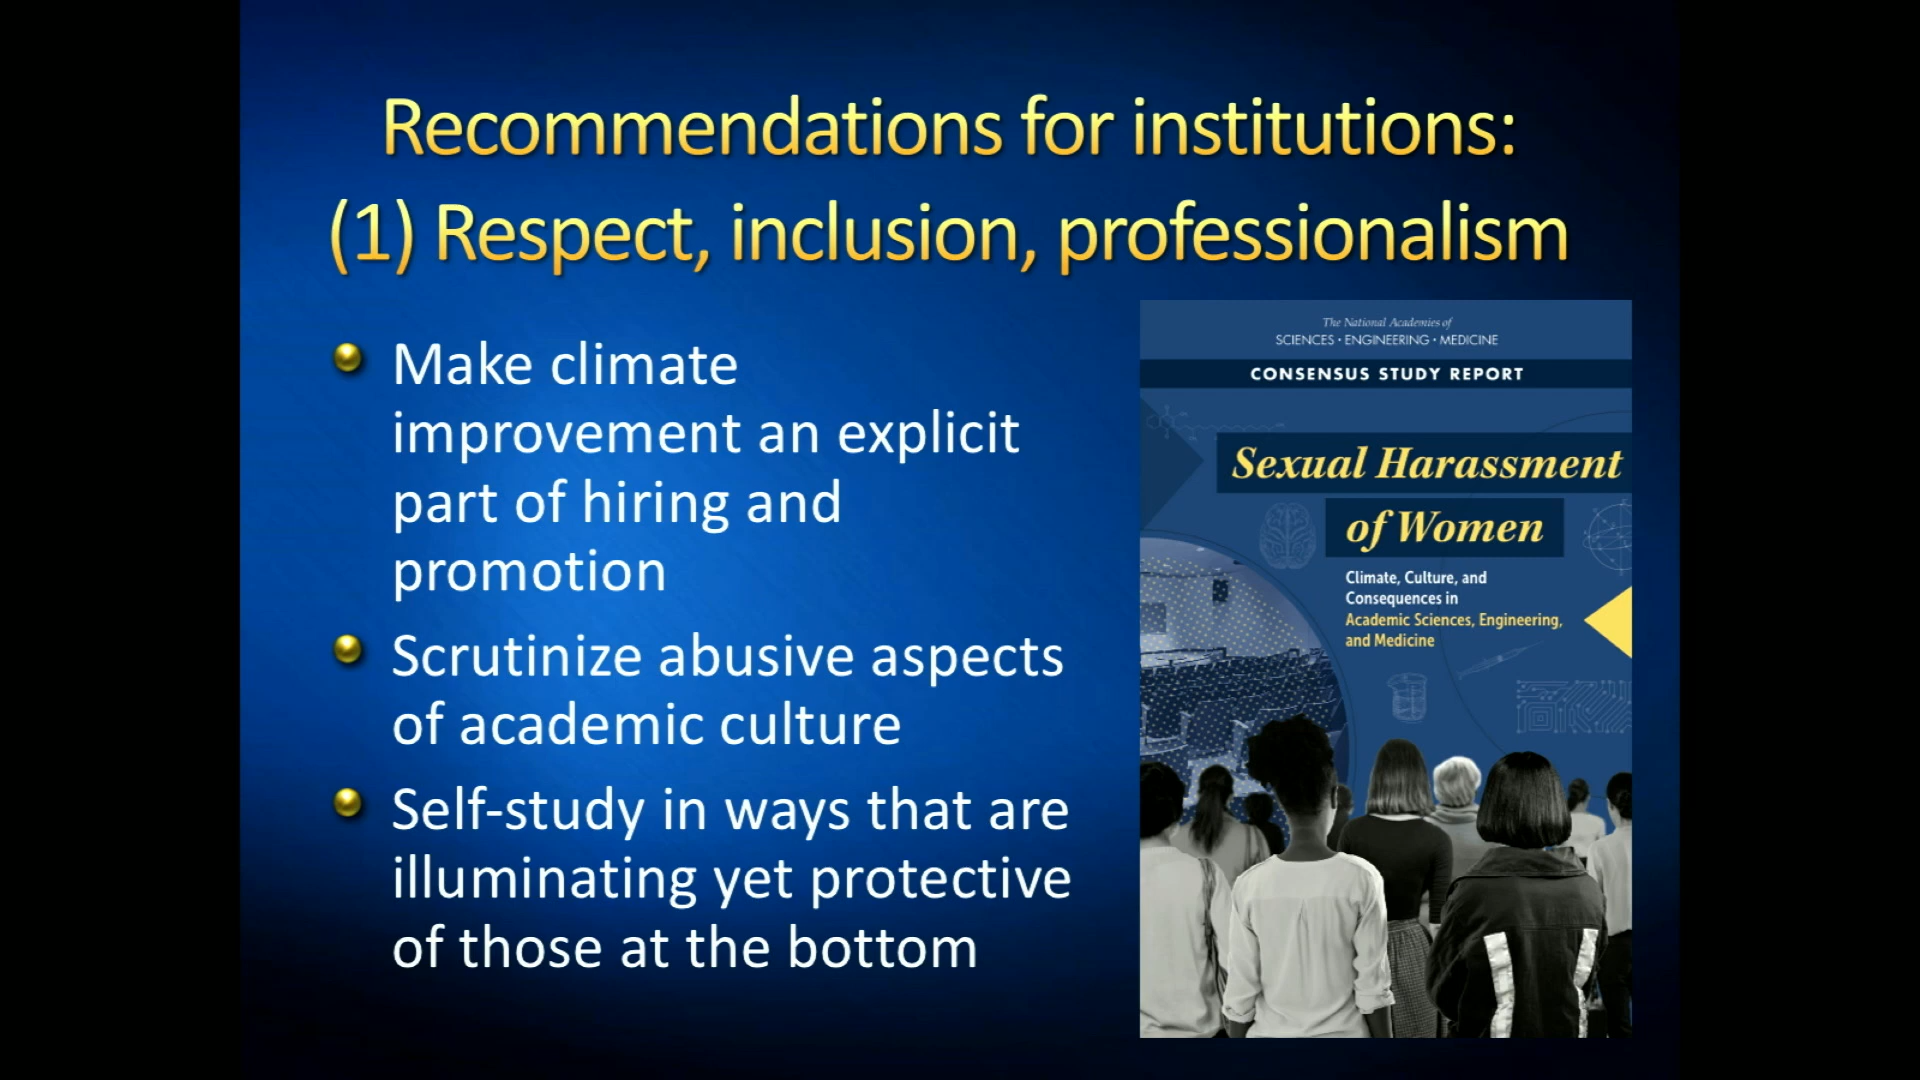 Recommendations for institutions:
(1) Respect, inclusion, professionalism
Make climate
improvement an explicit
part of hiring and
promotion
Scrutinize abusive aspects
of academic culture
Self-study in ways that are
illuminating yet protective
of those at the bottom
The National Academies of
SCIENCES · ENGINEERING · MEDICINE
CONSENSUS STUDY REPORT
Sexual Harassment
of Women
Climate, Culture, and
Consequences in
Academic Sciences, Engineering,
and Medicine